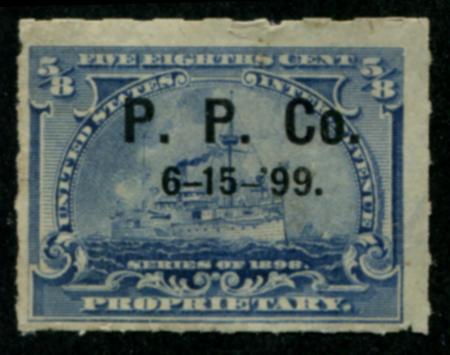 FIVE EIGHTHS CENT.
5/8 5/8
UNITED STATES INTERNAL REVENUE
P. P. Co.
6-15-'99.
SERIES OF 1898.
PROPRIETARY.